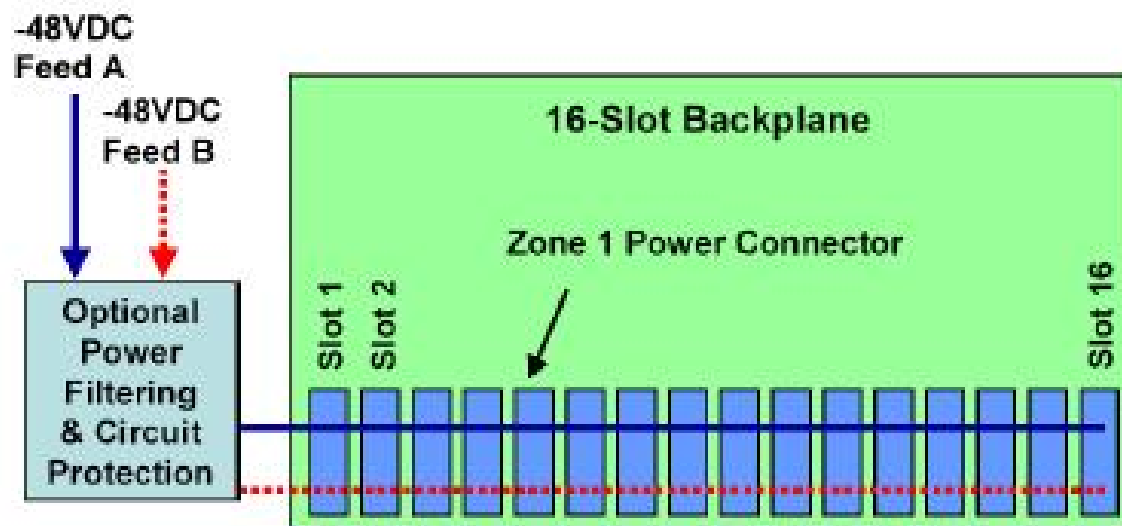 -48VDC
Feed A
-48VDC
Feed B
16-Slot Backplane
Zone 1 Power Connector
Slot 1
Slot 2
Slot 16
Optional
Power
Filtering
& Circuit
Protection